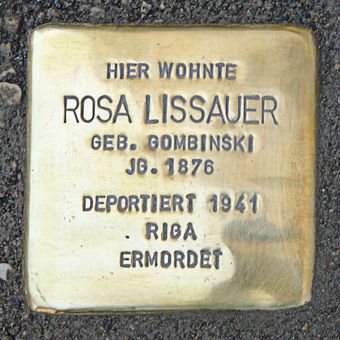 HIER WOHNTE
ROSA LISSAUER
GEB. GOMBINSKI
JG. 1876
DEPORTIERT 1941
RIGA
ERMORDET